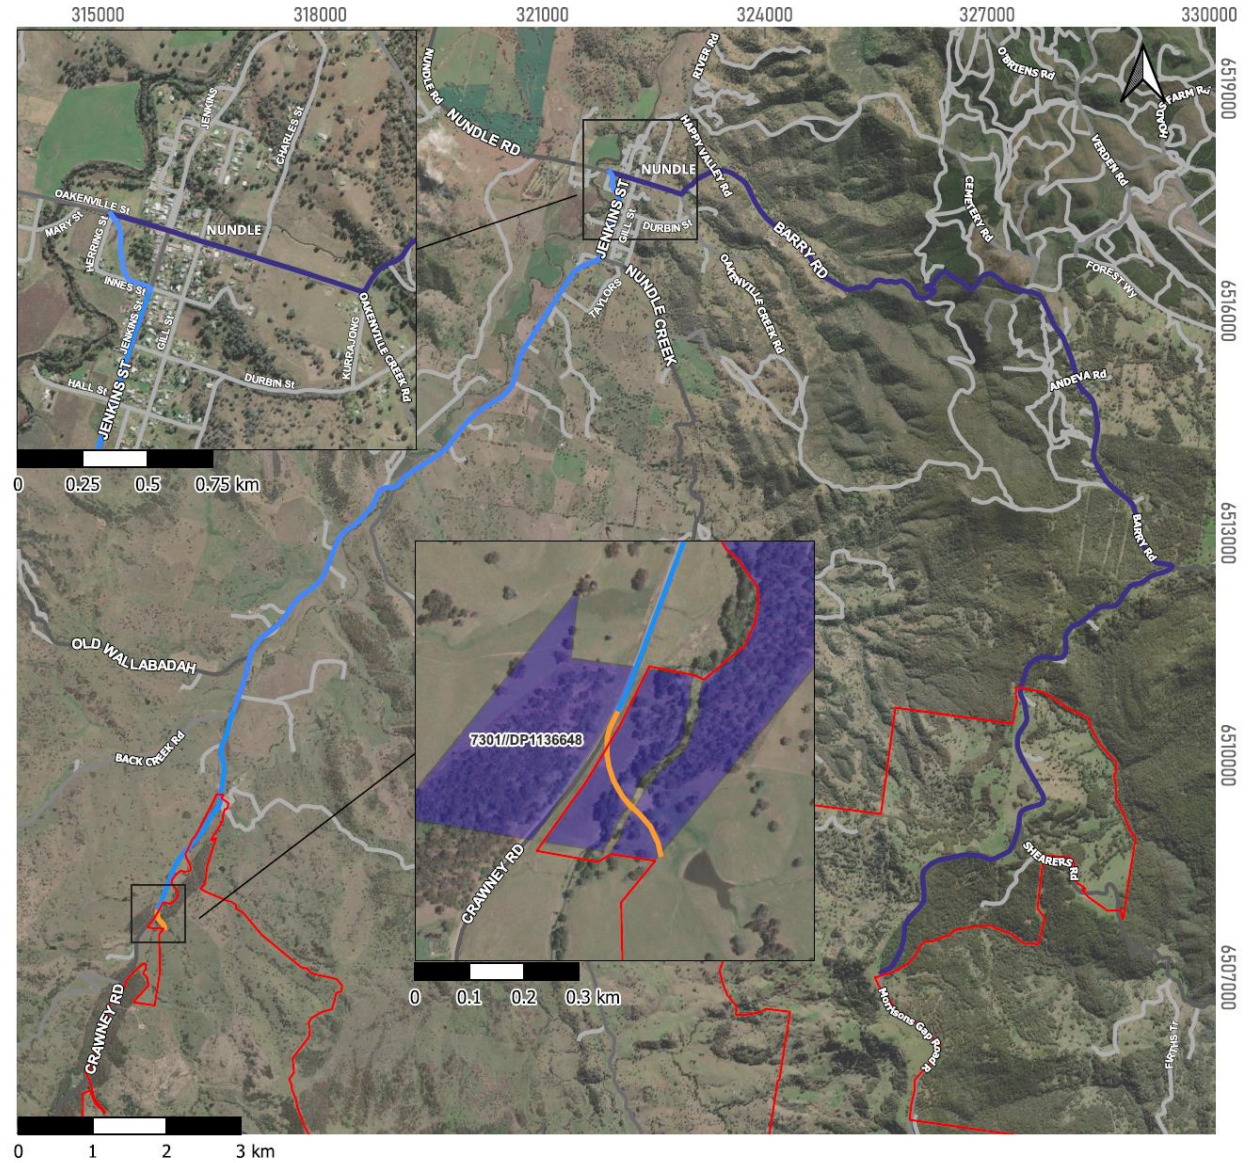 315000
318000
321000
324000
327000
330000
6519000
6516000
6513000
6510000
6507000
NUNDLE Rd
NUNDLE RD
RIVER Rd
HAPPY VALLEY Rd
NUNDLE
JENKINS ST
GILL St
DURBIN St
BARRY RD
O'BRIENS Rd
HOADS
FARM Rd
VERDEN Rd
CEMETERY Rd
FOREST Wy
OAKENVILLE CREEK Rd
NUNDLE CREEK
TAYLORS
ANDEVA Rd
BARRY Rd
OLD WALLABADAH
BACK CREEK Rd
SHEARERS Rd
CRAWNEY RD
Morrisons Gap Road R
JENKINS
CHARLES St
OAKENVILLE St
MARY St
HERRING St
NUNDLE
INNES St
JENKINS St
GILL St
OAKENVILLE CREEK Rd
KURRAJONG
DURBIN St
HALL St
JENKINS ST
0 0.25 0.5 0.75 km
7301//DP1136648
CRAWNEY RD
0 0.1 0.2 0.3 km
0 1 2 3 km